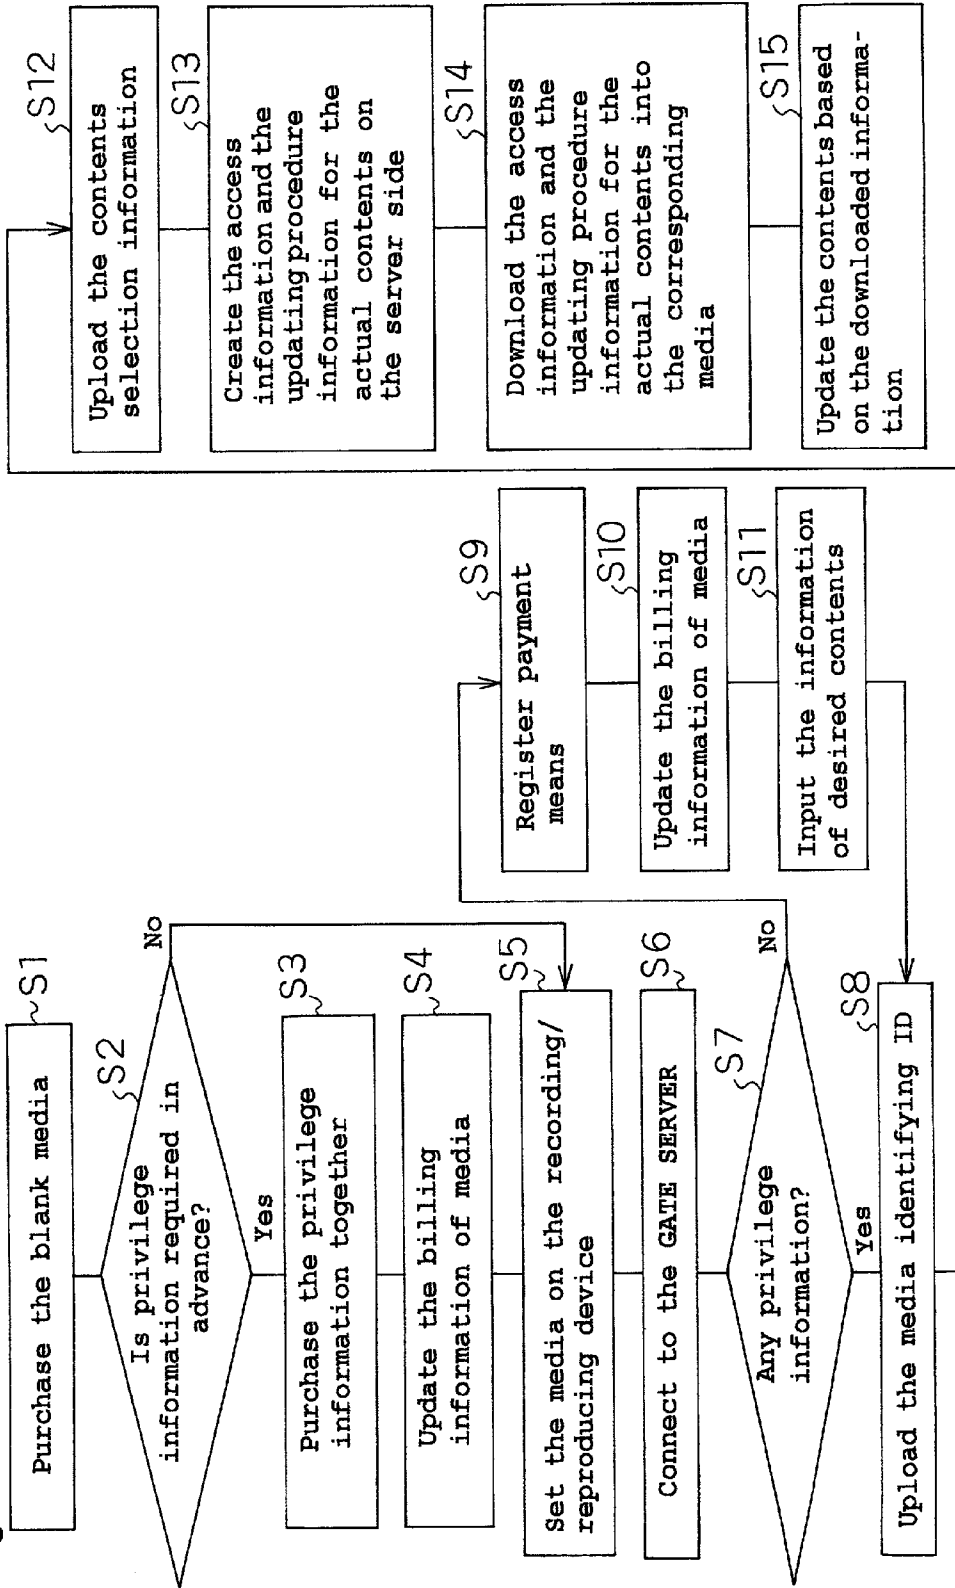 S1
Purchase the blank media
S2
Is privilege
information required in
advance?
No
Yes
S3
Purchase the privilege
information together
S4
Update the billing
information of media
S5
Set the media on the recording/
reproducing device
S6
Connect to the GATE SERVER
S7
Any privilege
information?
No
Yes
S8
Upload the media identifying ID
S9
Register payment
means
S10
Update the billing
information of media
S11
Input the information
of desired contents
S12
Upload the contents
selection information
S13
Create the access
information and the
updating procedure
information for the
actual contents on
the server side
S14
Download the access
information and the
updating procedure
information for the
actual contents into
the corresponding
media
S15
Update the contents based
on the downloaded informa-
tion